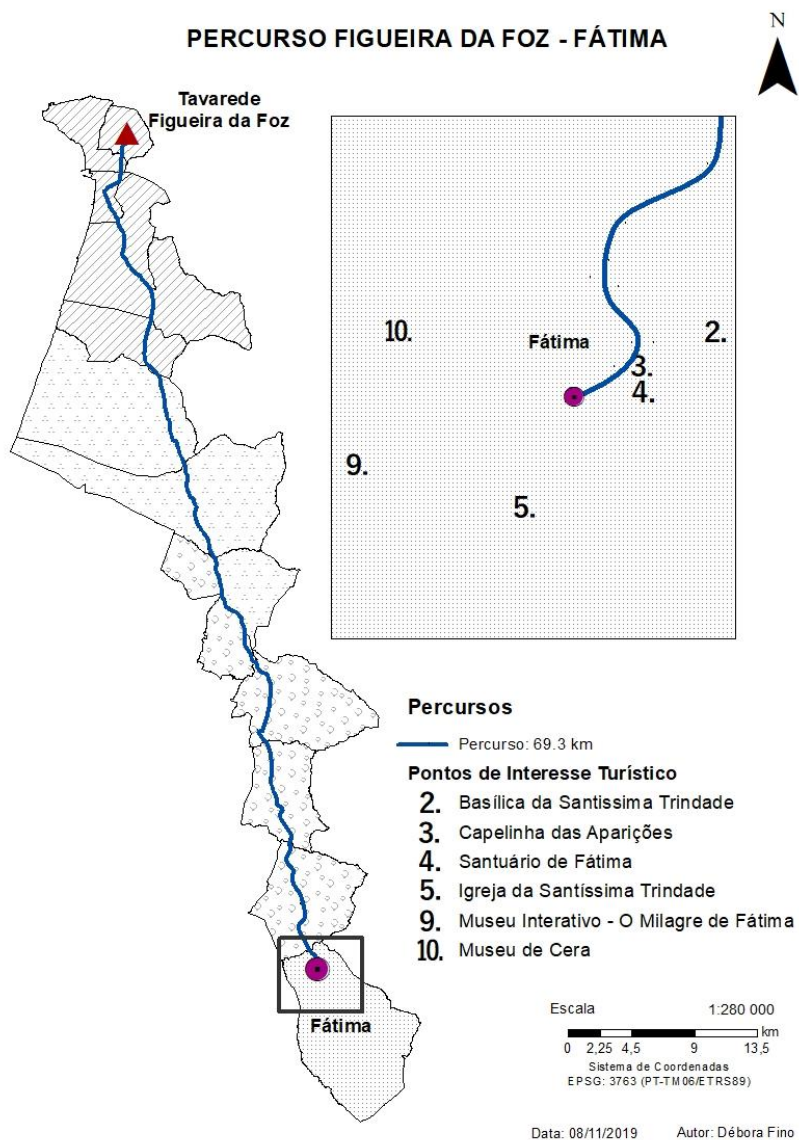 PERCURSO FIGUEIRA DA FOZ - FÁTIMA
N
Tavarede
Figueira da Foz
10.
Fátima
2.
3.
4.
9.
5.
Percursos
Percurso: 69.3 km
Pontos de Interesse Turístico
2. Basílica da Santissima Trindade
3. Capelinha das Aparições
4. Santuário de Fátima
5. Igreja da Santíssima Trindade
9. Museu Interativo - O Milagre de Fátima
10. Museu de Cera
Fátima
Escala 1:280 000
km
0 2,25 4,5 9 13,5
Sistema de Coordenadas
EPSG: 3763 (PT-TM06/ETRS89)
Data: 08/11/2019 Autor: Débora Fino